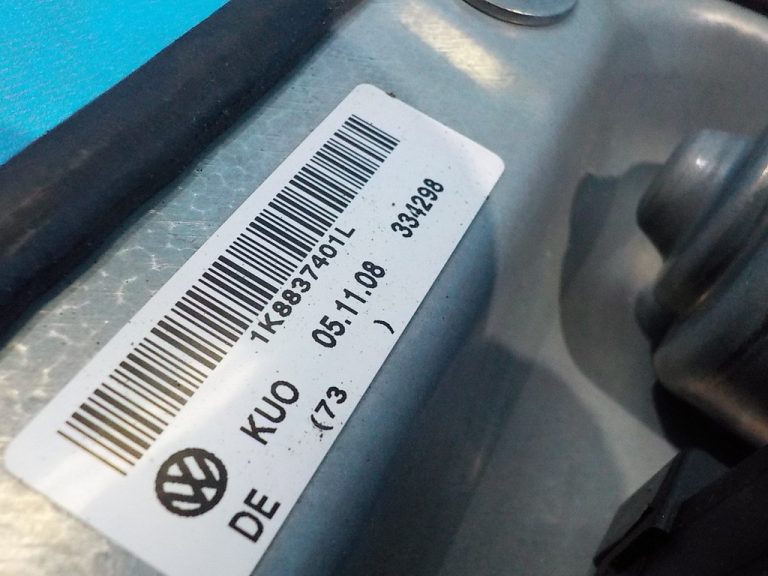 1K8837401L
KUO 05.11.08 334298
DE (73 )